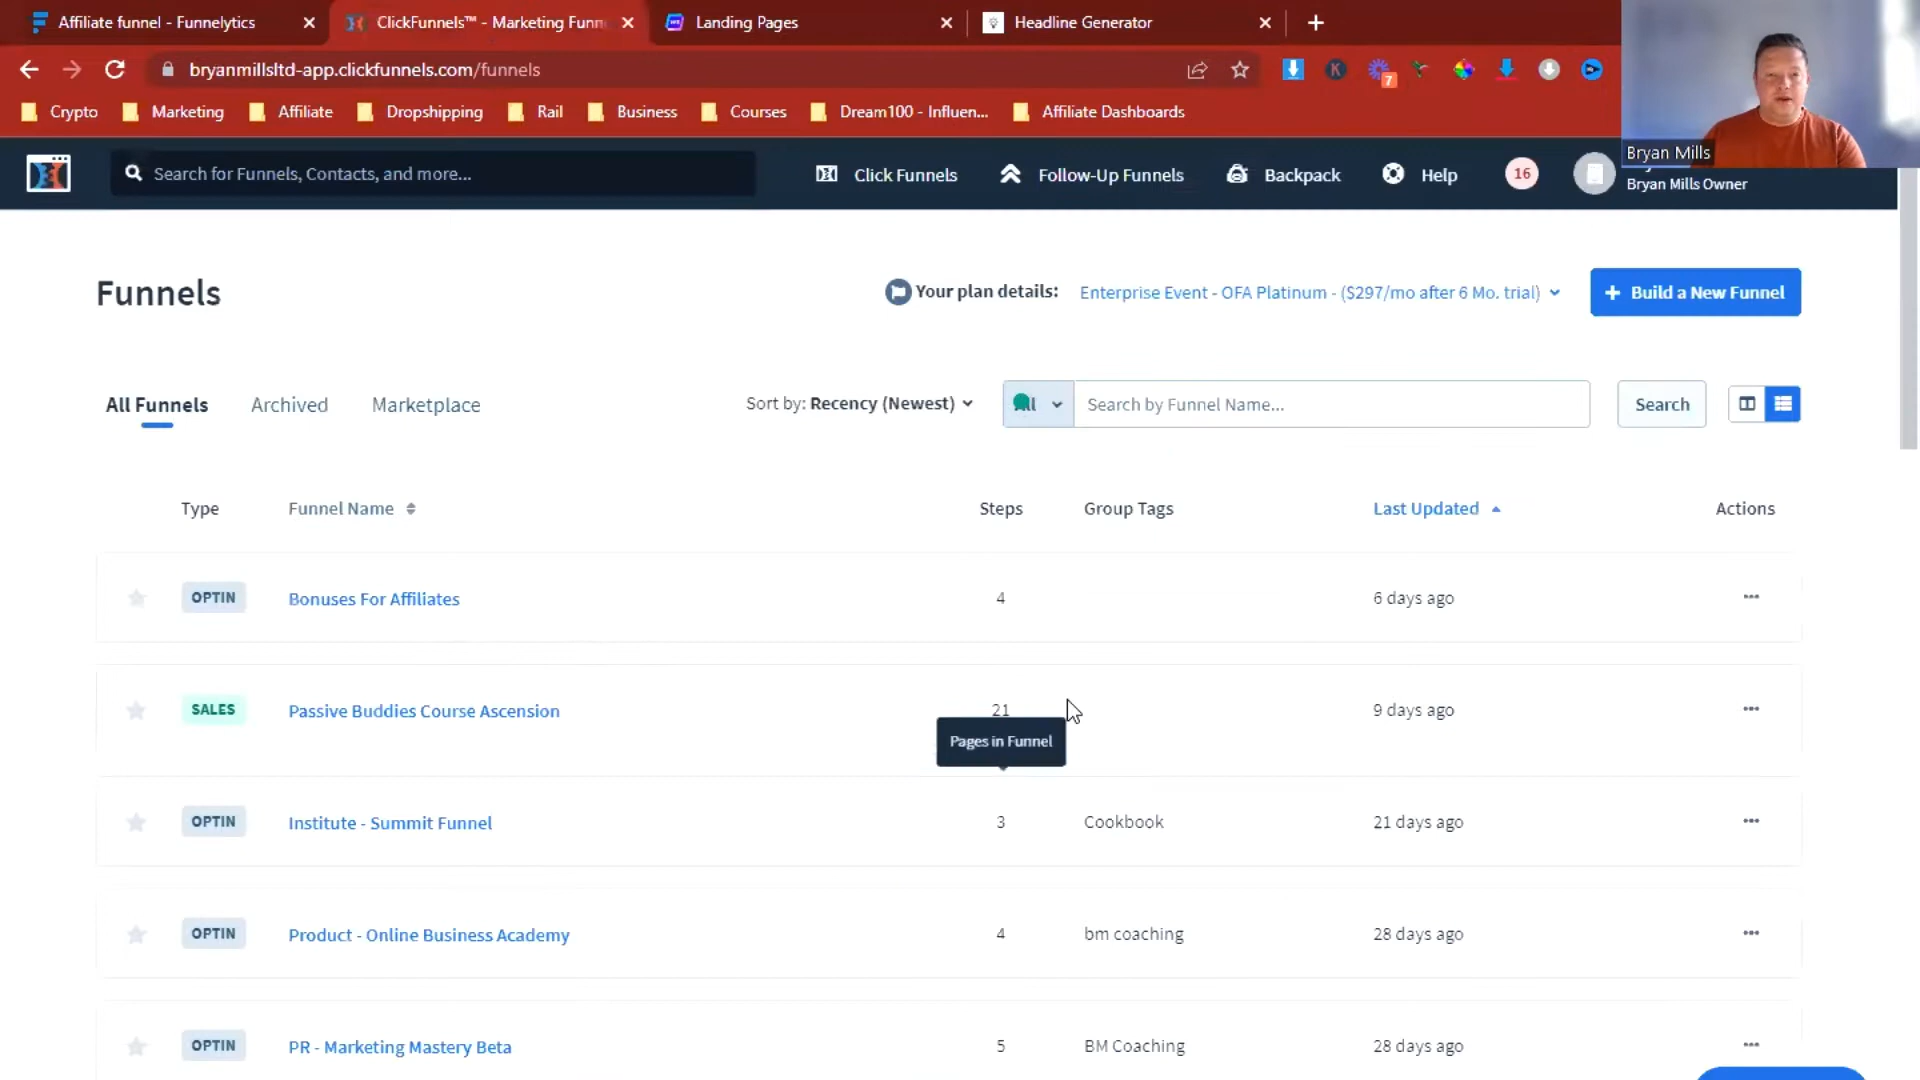 Affiliate funnel - Funnelytics
ClickFunnels™ - Marketing Funn
Landing Pages
Headline Generator
bryanmillsltd-app.clickfunnels.com/funnels
K
7
Crypto
Marketing
Affiliate
Dropshipping
Rail
Business
Courses
Dream100 - Influen...
Affiliate Dashboards
Bryan Mills
Search for Funnels, Contacts, and more...
Click Funnels
Follow-Up Funnels
Backpack
Help
16
Bryan Mills Owner
Funnels
Your plan details:
Enterprise Event - OFA Platinum - ($297/mo after 6 Mo. trial)
+ Build a New Funnel
All Funnels
Archived
Marketplace
Sort by: Recency (Newest)
All
Search by Funnel Name...
Search
Type
Funnel Name
Steps
Group Tags
Last Updated
Actions
OPTIN
Bonuses For Affiliates
4
6 days ago
SALES
Passive Buddies Course Ascension
21
9 days ago
Pages in Funnel
OPTIN
Institute - Summit Funnel
3
Cookbook
21 days ago
OPTIN
Product - Online Business Academy
4
bm coaching
28 days ago
OPTIN
PR - Marketing Mastery Beta
5
BM Coaching
28 days ago